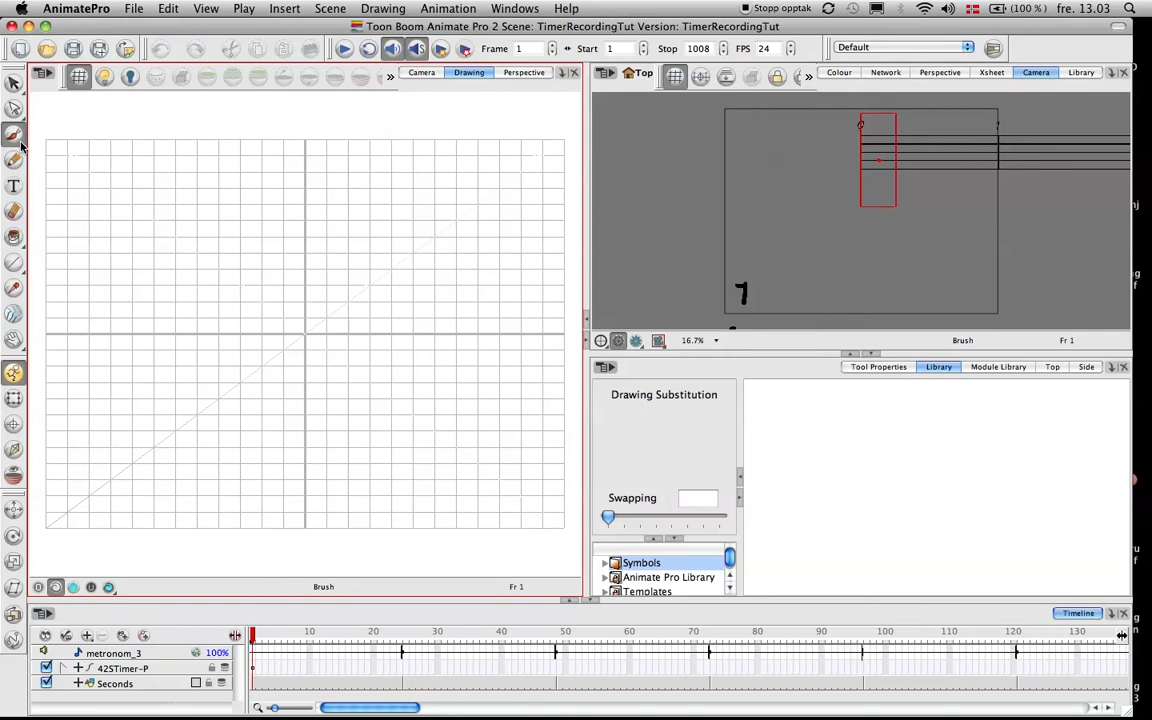 AnimatePro File Edit View Play Insert Scene Drawing Animation Windows Help Stopp opptak (100 %) fre. 13.03
Toon Boom Animate Pro 2 Scene: TimerRecordingTut Version: TimerRecordingTut
Frame 1 Start 1 Stop 1008 FPS 24 Default
» Camera Drawing Perspective
Top » Colour Network Perspective Xsheet Camera Library
7
16.7% Brush Fr 1
Tool Properties Library Module Library Top Side
Drawing Substitution
Swapping
Symbols
Animate Pro Library
Templates
Brush Fr 1
Timeline
10 20 30 40 50 60 70 80 90 100 110 120 130
metronom_3 100%
42STimer-P
Seconds